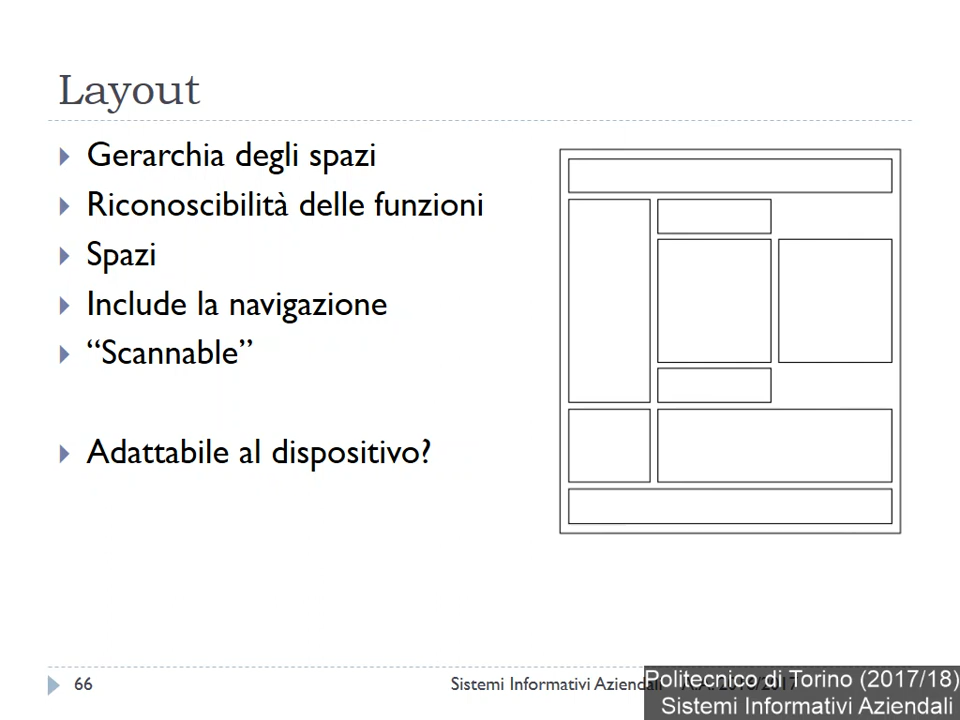 Layout
Gerarchia degli spazi
Riconoscibilità delle funzioni
Spazi
Include la navigazione
“Scannable”
Adattabile al dispositivo?
66
Sistemi Informativi Aziendali
Politecnico di Torino (2017/18)
Sistemi Informativi Aziendali